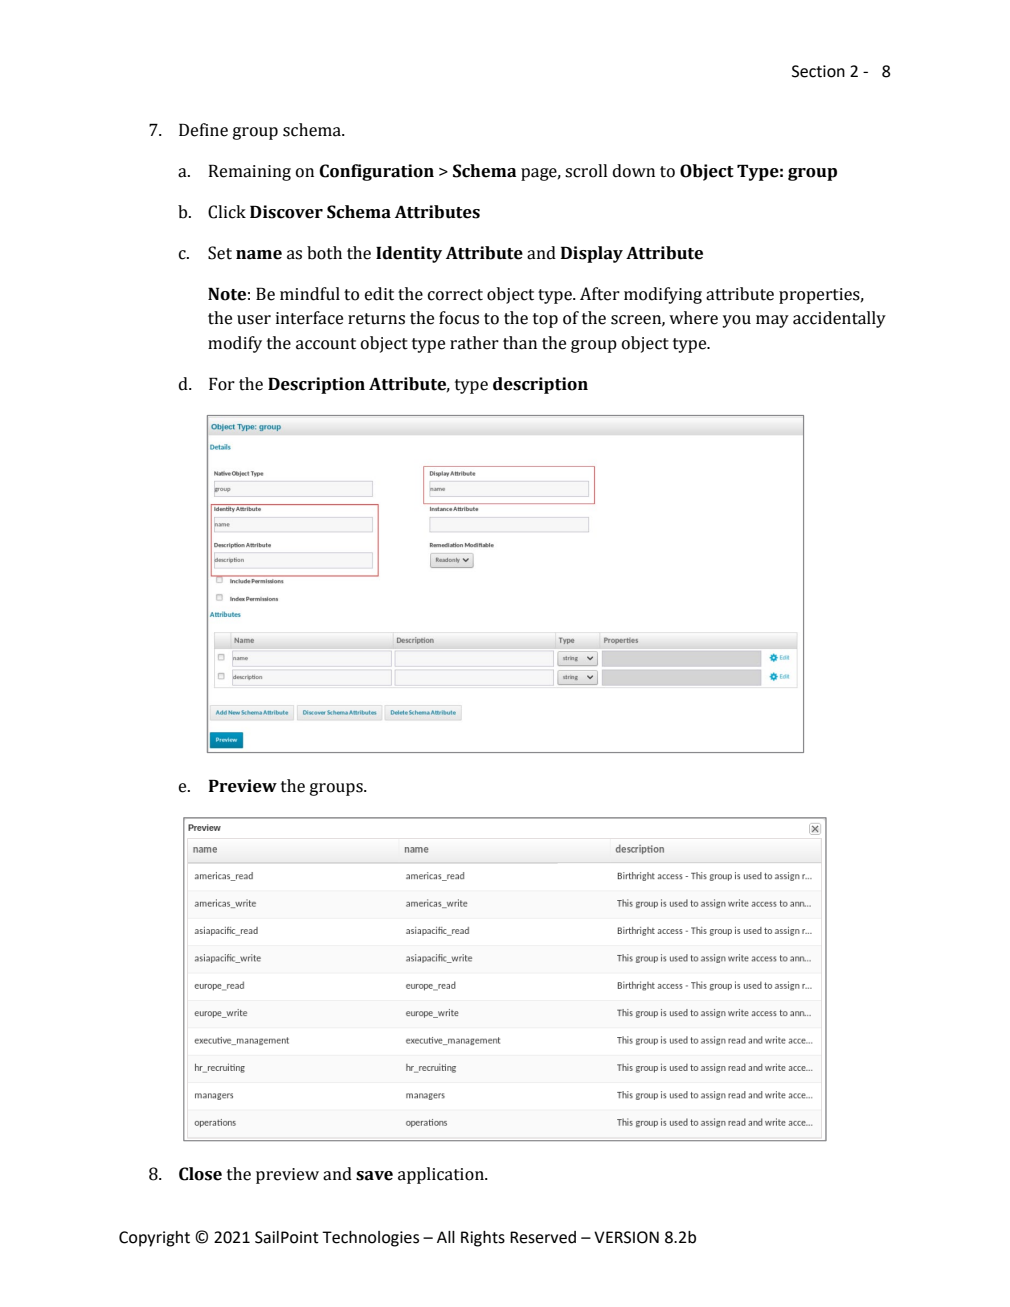 Section 2 - 8
7. Define group schema.
a. Remaining on Configuration > Schema page, scroll down to Object Type: group
b. Click Discover Schema Attributes
c. Set name as both the Identity Attribute and Display Attribute
Note: Be mindful to edit the correct object type. After modifying attribute properties,
the user interface returns the focus to the top of the screen, where you may accidentally
modify the account object type rather than the group object type.
d. For the Description Attribute, type description
Object Type: group
Details
Native Object Type Display Attribute
group name
Identity Attribute Instance Attribute
name
Description Attribute Remediation Modifiable
description Readonly
Include Permissions
Index Permissions
Attributes
Name Description Type Properties
name string Edit
description string Edit
Add New Schema Attribute Discover Schema Attributes Delete Schema Attribute
Preview
e. Preview the groups.
Preview
name name description
americas_read americas_read Birthright access - This group is used to assign r...
americas_write americas_write This group is used to assign write access to ann...
asiapacific_read asiapacific_read Birthright access - This group is used to assign r...
asiapacific_write asiapacific_write This group is used to assign write access to ann...
europe_read europe_read Birthright access - This group is used to assign r...
europe_write europe_write This group is used to assign write access to ann...
executive_management executive_management This group is used to assign read and write acce...
hr_recruiting hr_recruiting This group is used to assign read and write acce...
managers managers This group is used to assign read and write acce...
operations operations This group is used to assign read and write acce...
8. Close the preview and save application.
Copyright © 2021 SailPoint Technologies – All Rights Reserved – VERSION 8.2b